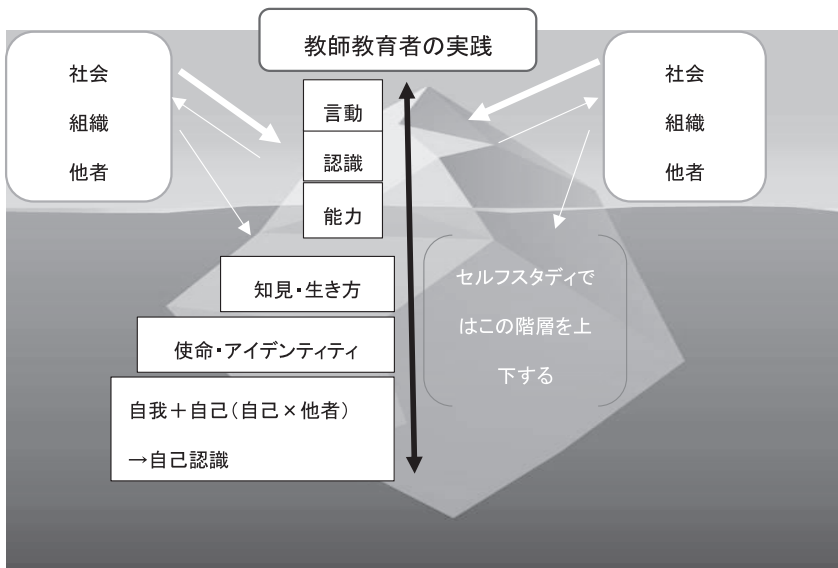 教師教育者の実践
社会
組織
他者
社会
組織
他者
言動
認識
能力
知見・生き方
使命・アイデンティティ
自我＋自己(自己×他者)
→自己認識
セルフスタディで
はこの階層を上
下する